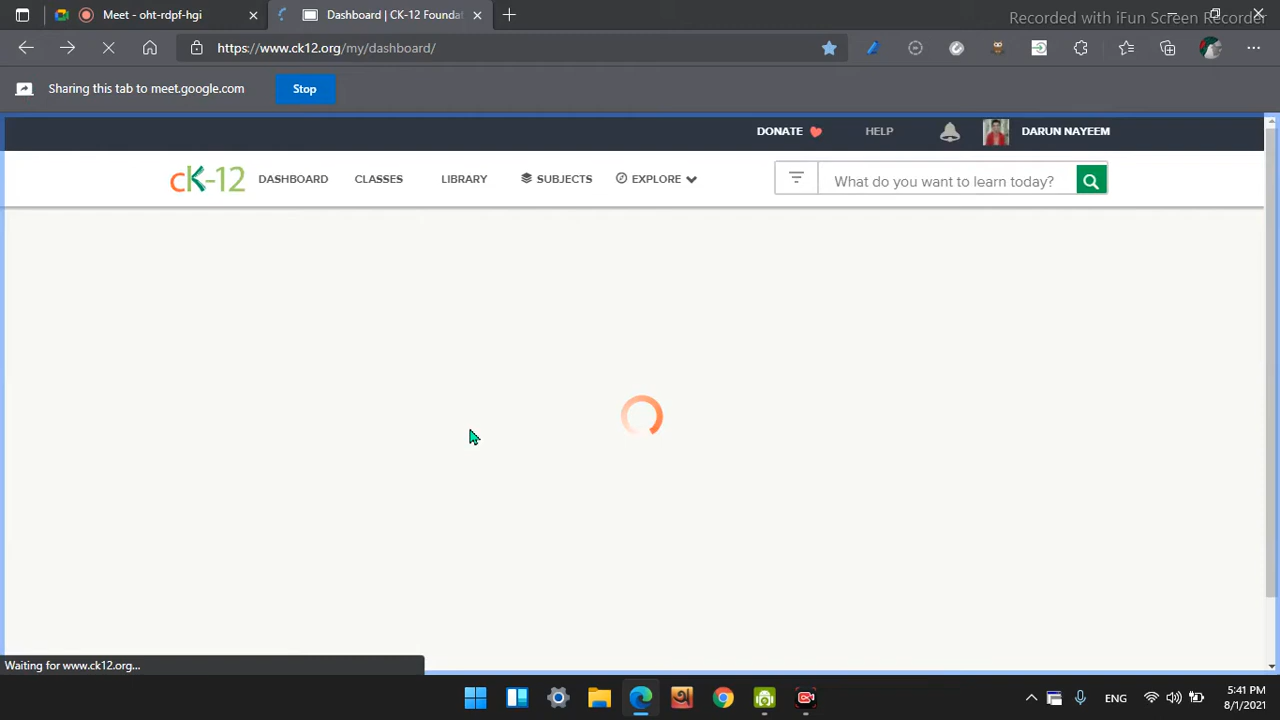 Meet - oht-rdpf-hgi
Dashboard | CK-12 Foundat
Recorded with iFun Screen Recorder
https://www.ck12.org/my/dashboard/
Sharing this tab to meet.google.com
Stop
DONATE
HELP
DARUN NAYEEM
cK-12
DASHBOARD
CLASSES
LIBRARY
SUBJECTS
EXPLORE
What do you want to learn today?
Waiting for www.ck12.org...
ENG
5:41 PM
8/1/2021